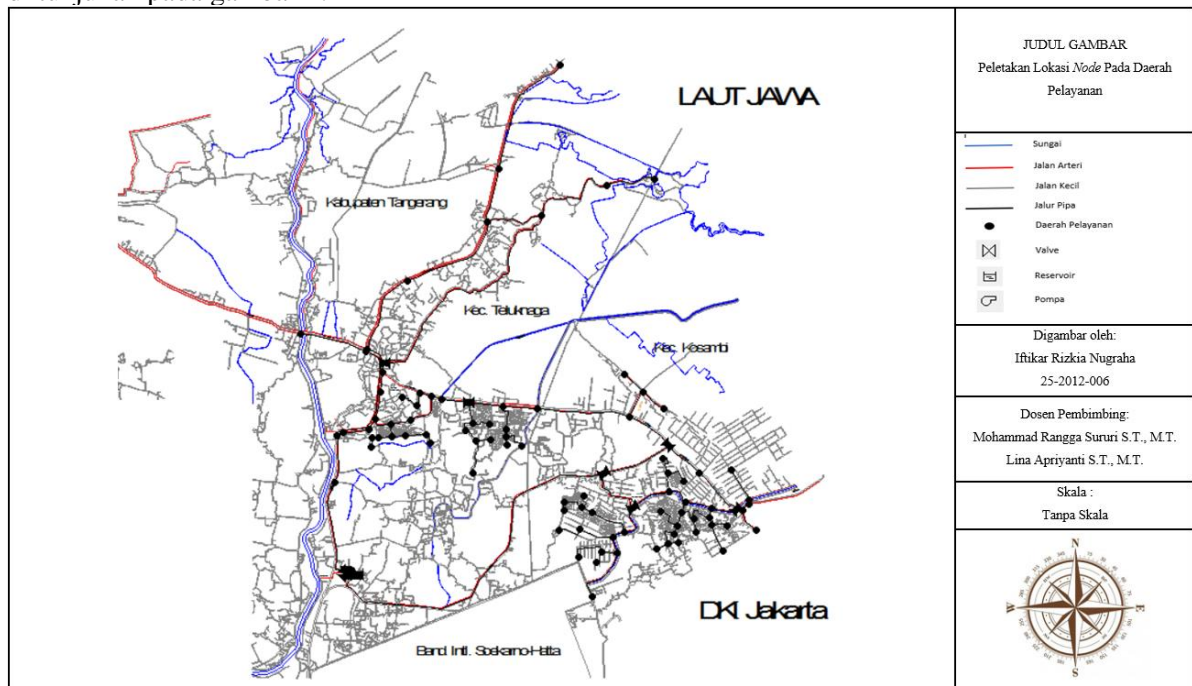 JUDUL GAMBAR
Peletakan Lokasi Node Pada Daerah
Pelayanan
Sungai
Jalan Arteri
Jalan Kecil
Jalur Pipa
Daerah Pelayanan
Valve
Reservoir
Pompa
Digambar oleh:
Iftikar Rizkia Nugraha
25-2012-006
Dosen Pembimbing:
Mohammad Rangga Sururi S.T., M.T.
Lina Apriyanti S.T., M.T.
Skala :
Tanpa Skala
N
W
E
S
LAUT JAWA
Kabupaten Tangerang
Kec. Teluknaga
Kec. Kosambi
DKI Jakarta
Band. Intl. Soekarno-Hatta